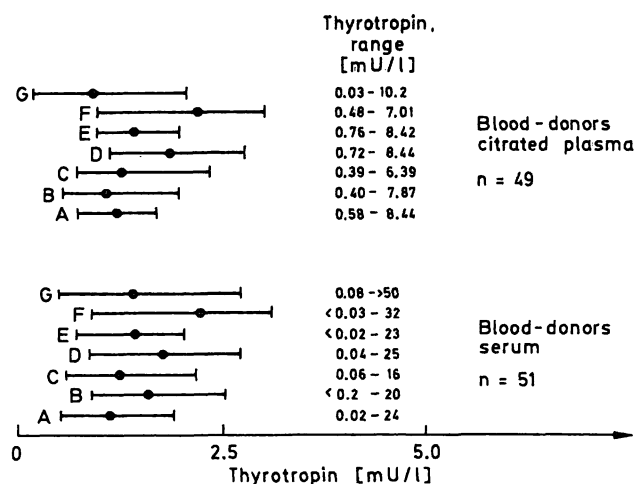 Thyrotropin,
range
[mU/l]
G 0.03 - 10.2
F 0.48 - 7.01
E 0.76 - 8.42
D 0.72 - 8.44
C 0.39 - 6.39
B 0.40 - 7.87
A 0.58 - 8.44
Blood-donors
citrated plasma
n = 49
G 0.08 - >50
F <0.03 - 32
E <0.02 - 23
D 0.04 - 25
C 0.06 - 16
B <0.2 - 20
A 0.02 - 24
Blood-donors
serum
n = 51
0 2.5 5.0
Thyrotropin [mU/l]